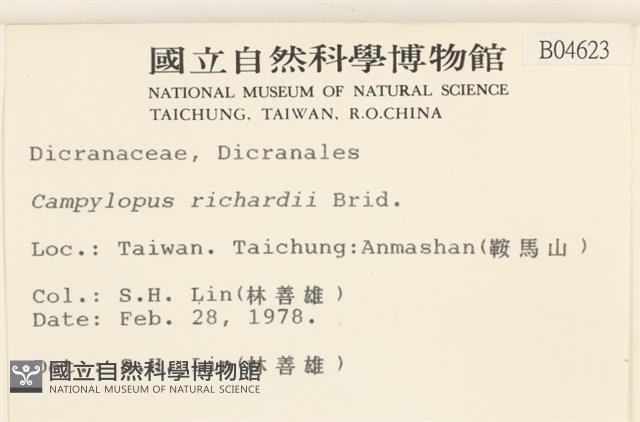 國立自然科學博物館
B04623
NATIONAL MUSEUM OF NATURAL SCIENCE
TAICHUNG, TAIWAN, R.O.CHINA
Dicranaceae, Dicranales
Campylopus richardii Brid.
Loc.: Taiwan. Taichung:Anmashan(鞍馬山)
Col.: S.H. Lin(林善雄)
Date: Feb. 28, 1978.
S.H. Lin(林善雄)
國立自然科學博物館
NATIONAL MUSEUM OF NATURAL SCIENCE